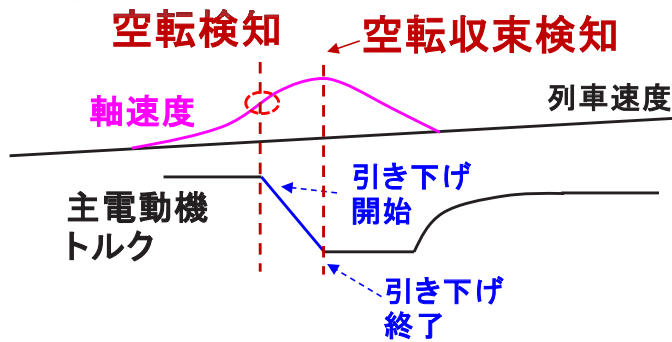 空転検知
空転収束検知
軸速度
列車速度
主電動機
トルク
引き下げ
開始
引き下げ
終了